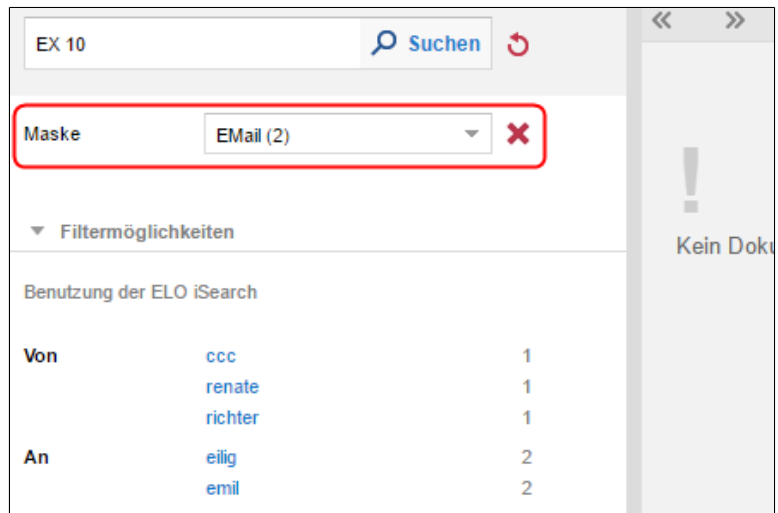 EX 10 Suchen
Maske EMail (2)
Filtermöglichkeiten
Benutzung der ELO iSearch
Von ccc 1
renate 1
richter 1
An eilig 2
emil 2
Kein